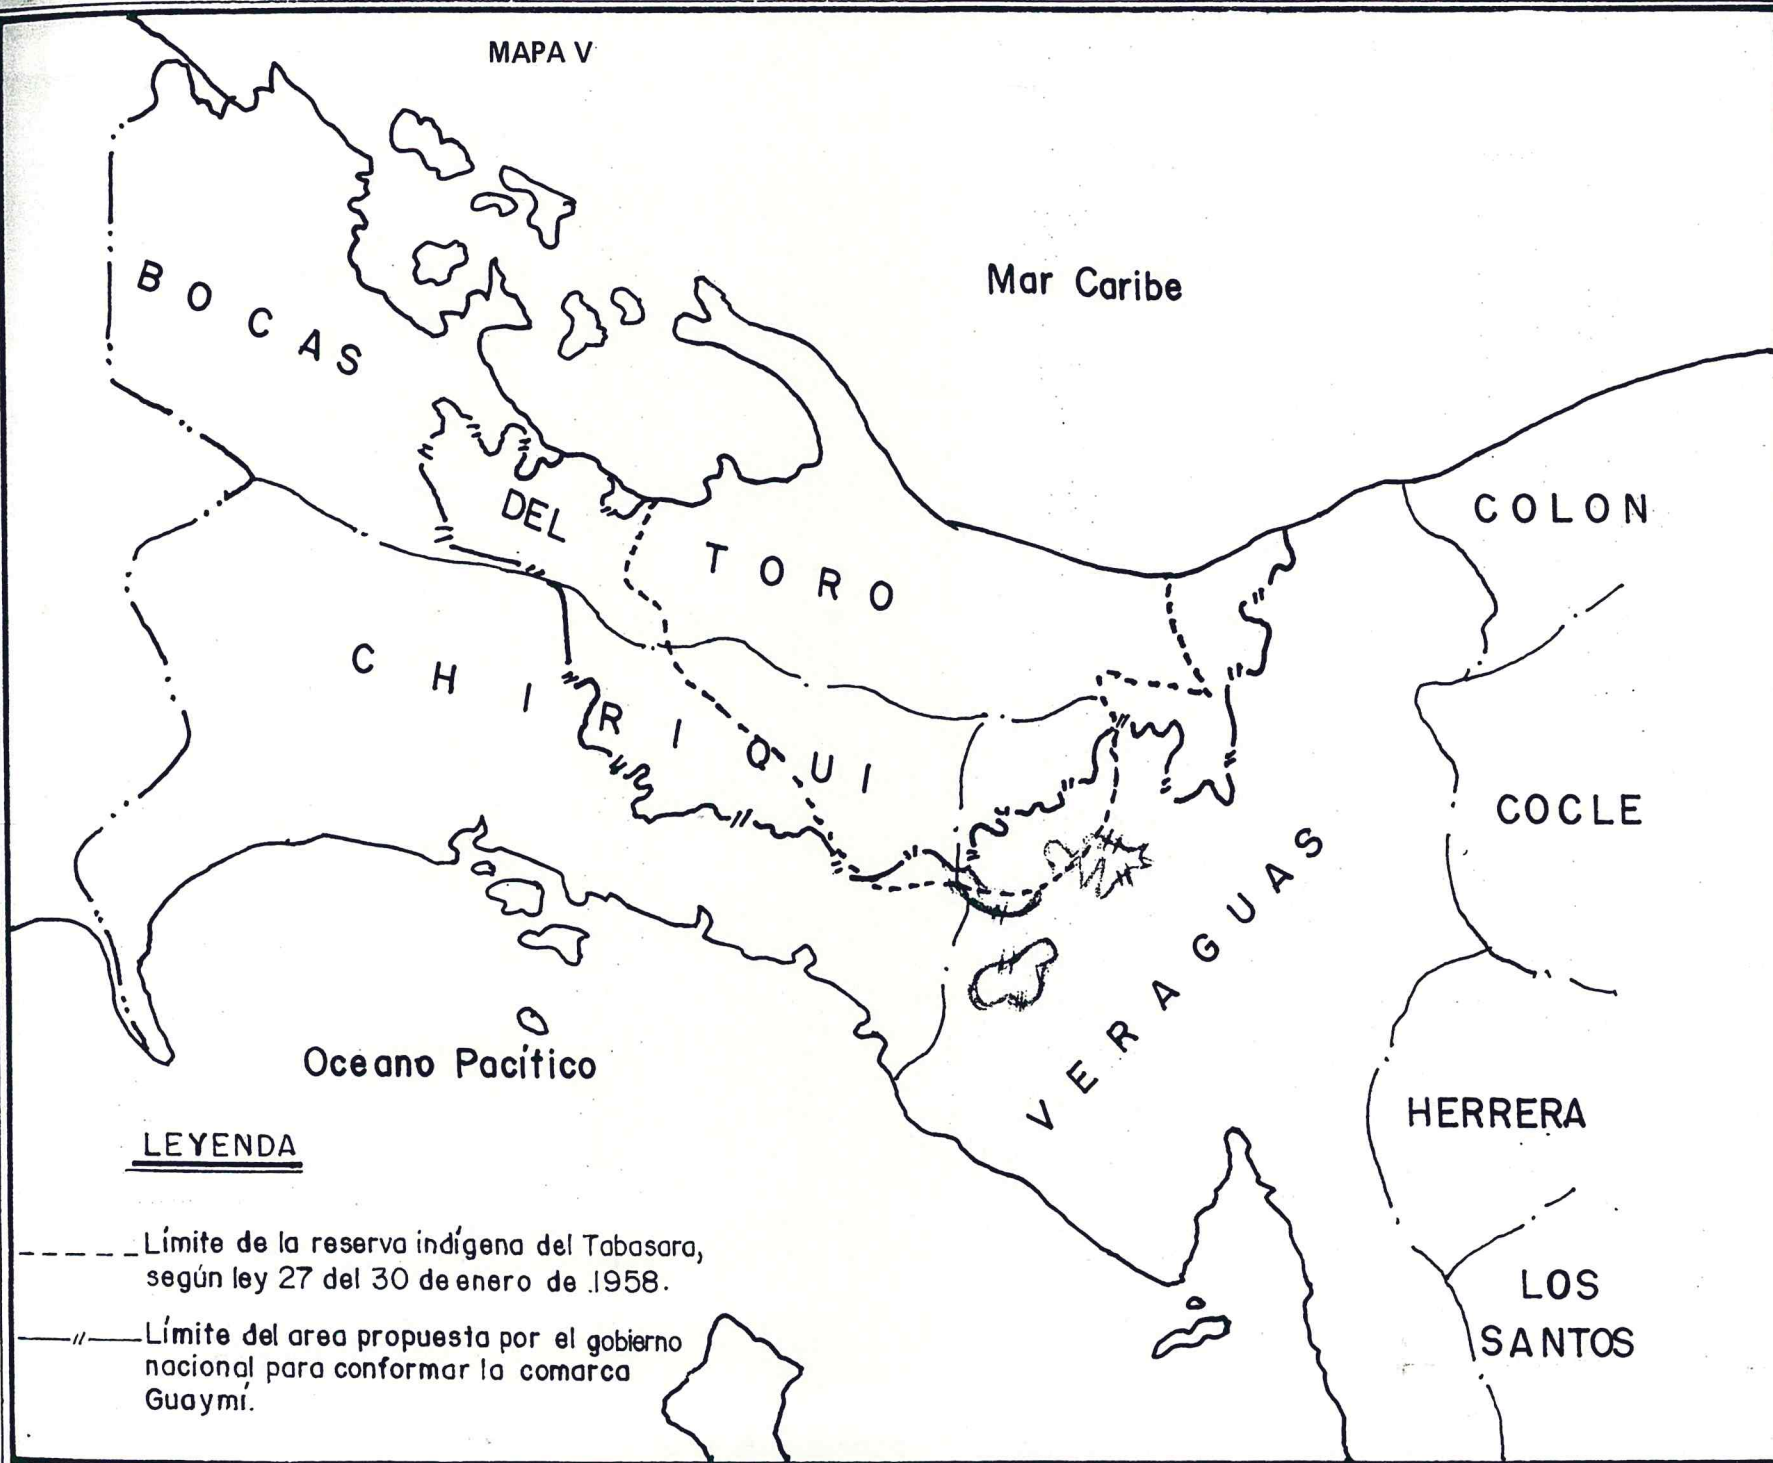 MAPA V
Mar Caribe
BOCAS
DEL
TORO
COLON
CHIRIQUI
COCLE
VERAGUAS
Oceano Pacítico
HERRERA
LEYENDA
Límite de la reserva indígena del Tabasara,
según ley 27 del 30 de enero de .1958.
Límite del area propuesta por el gobierno
nacional para conformar la comarca
Guaymí.
LOS
SANTOS